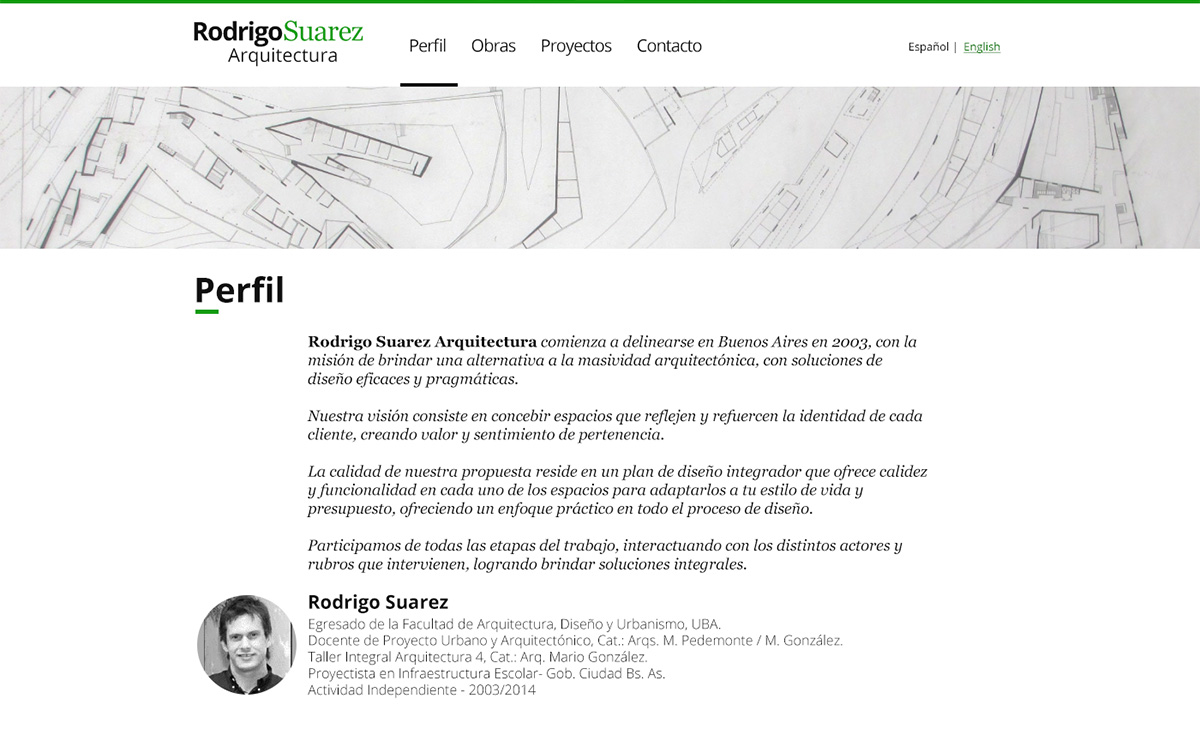 RodrigoSuarez
Arquitectura
Perfil Obras Proyectos Contacto
Español | English
Perfil
Rodrigo Suarez Arquitectura comienza a delinearse en Buenos Aires en 2003, con la
misión de brindar una alternativa a la masividad arquitectónica, con soluciones de
diseño eficaces y pragmáticas.
Nuestra visión consiste en concebir espacios que reflejen y refuercen la identidad de cada
cliente, creando valor y sentimiento de pertenencia.
La calidad de nuestra propuesta reside en un plan de diseño integrador que ofrece calidez
y funcionalidad en cada uno de los espacios para adaptarlos a tu estilo de vida y
presupuesto, ofreciendo un enfoque práctico en todo el proceso de diseño.
Participamos de todas las etapas del trabajo, interactuando con los distintos actores y
rubros que intervienen, logrando brindar soluciones integrales.
Rodrigo Suarez
Egresado de la Facultad de Arquitectura, Diseño y Urbanismo, UBA.
Docente de Proyecto Urbano y Arquitectónico, Cat.: Arqs. M. Pedemonte / M. González.
Taller Integral Arquitectura 4, Cat.: Arq. Mario González.
Proyectista en Infraestructura Escolar- Gob. Ciudad Bs. As.
Actividad Independiente - 2003/2014